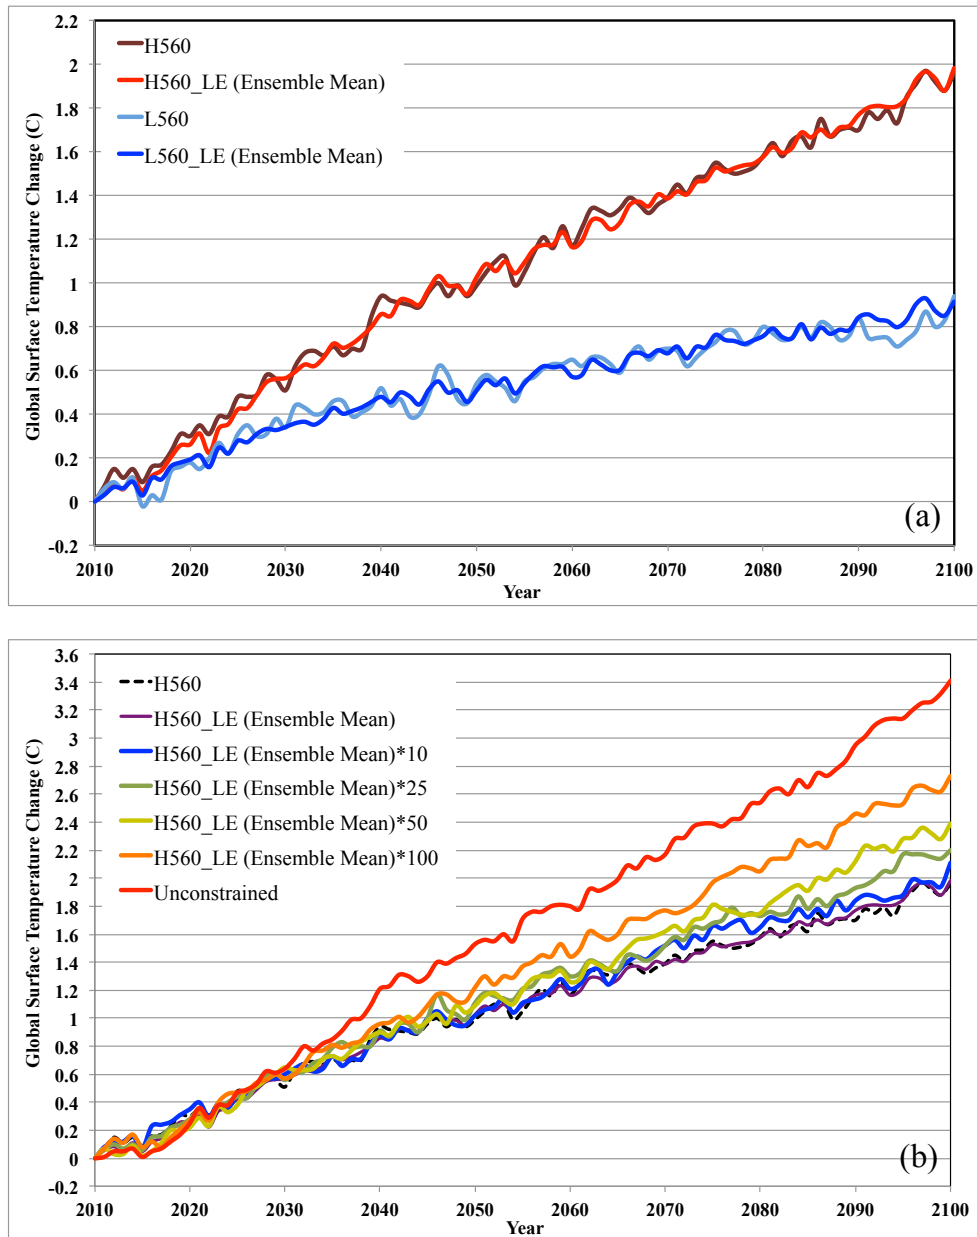 2.2
2
1.8
1.6
1.4
1.2
1
0.8
0.6
0.4
0.2
0
-0.2
Global Surface Temperature Change (C)
H560
H560_LE (Ensemble Mean)
L560
L560_LE (Ensemble Mean)
(a)
2010 2020 2030 2040 2050 2060 2070 2080 2090 2100
Year
3.6
3.4
3.2
3
2.8
2.6
2.4
2.2
2
1.8
1.6
1.4
1.2
1
0.8
0.6
0.4
0.2
0
-0.2
Global Surface Temperature Change (C)
H560
H560_LE (Ensemble Mean)
H560_LE (Ensemble Mean)*10
H560_LE (Ensemble Mean)*25
H560_LE (Ensemble Mean)*50
H560_LE (Ensemble Mean)*100
Unconstrained
(b)
2010 2020 2030 2040 2050 2060 2070 2080 2090 2100
Year